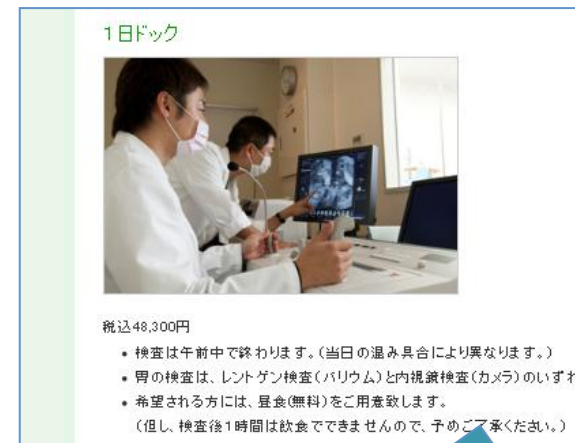 1日ドック
税込48,300円
• 検査は午前中で終わります。(当日の混み具合により異なります。)
• 胃の検査は、レントゲン検査(バリウム)と内視鏡検査(カメラ)のいずれ
• 希望される方には、昼食(無料)をご用意致します。
(但し、検査後1時間は飲食でできませんので、予めご了承ください。)